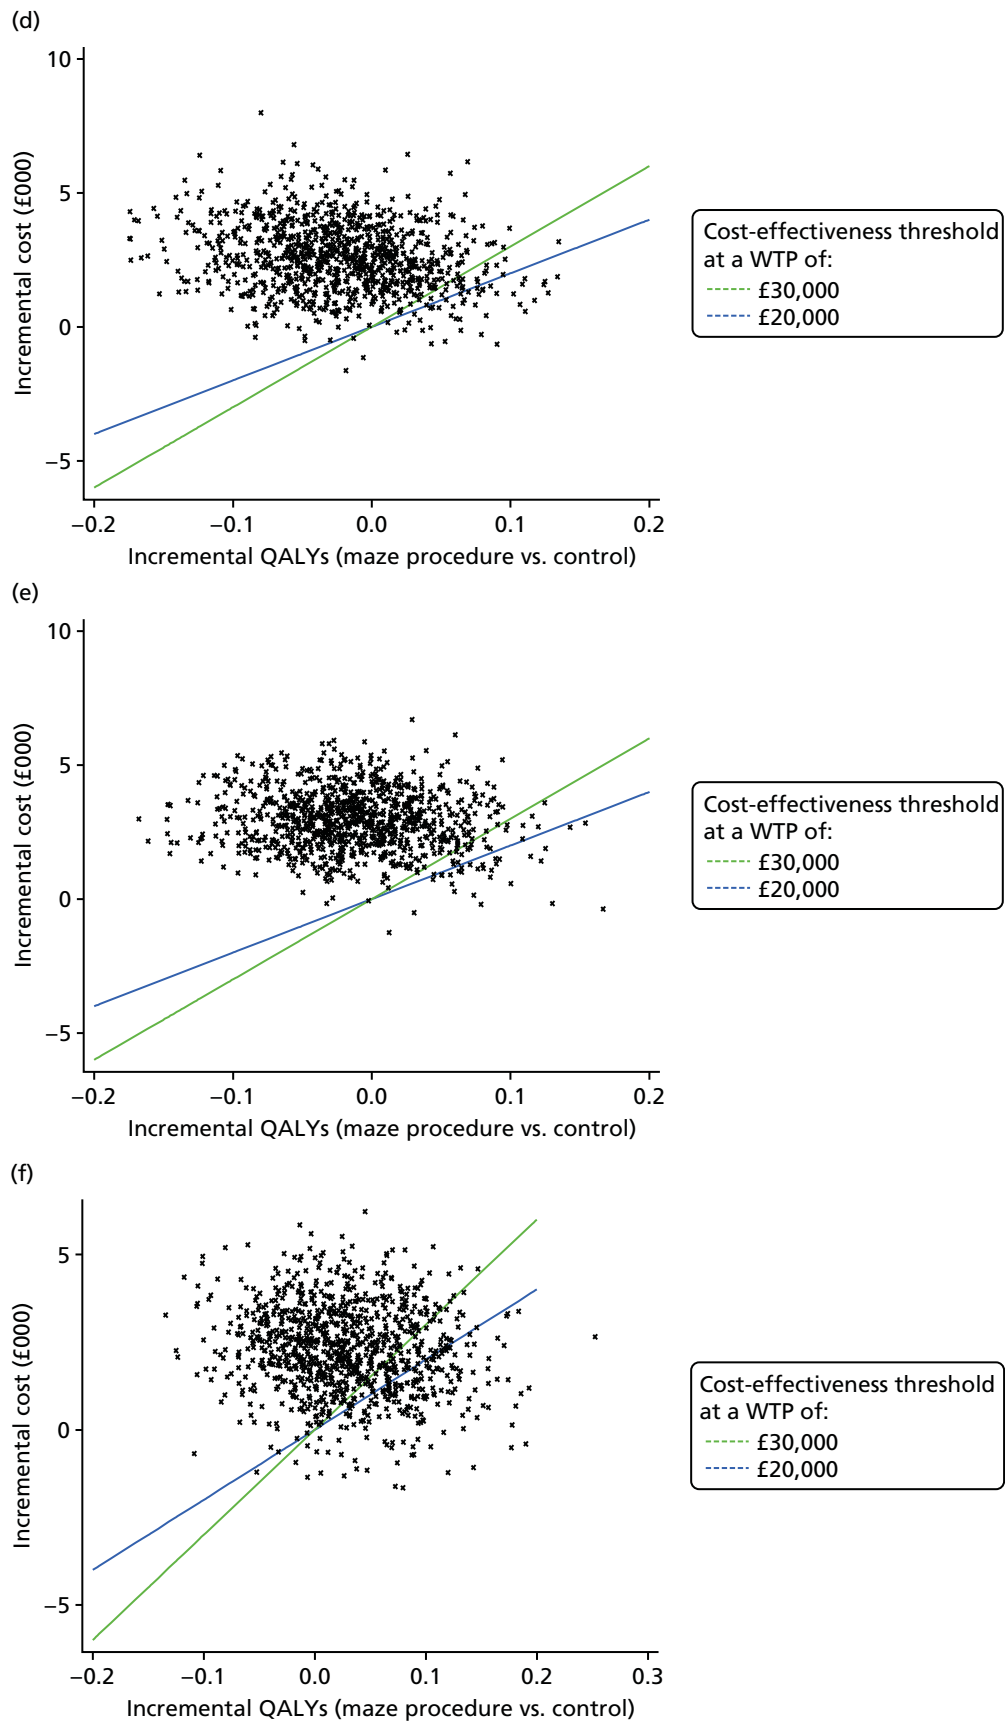 (d)
10
5
0
−5
−0.2
−0.1
0.0
0.1
0.2
Incremental cost (£000)
Incremental QALYs (maze procedure vs. control)
Cost-effectiveness threshold
at a WTP of:
£30,000
£20,000
(e)
10
5
0
−5
−0.2
−0.1
0.0
0.1
0.2
Incremental cost (£000)
Incremental QALYs (maze procedure vs. control)
Cost-effectiveness threshold
at a WTP of:
£30,000
£20,000
(f)
5
0
−5
−0.2
−0.1
0.0
0.1
0.2
0.3
Incremental cost (£000)
Incremental QALYs (maze procedure vs. control)
Cost-effectiveness threshold
at a WTP of:
£30,000
£20,000